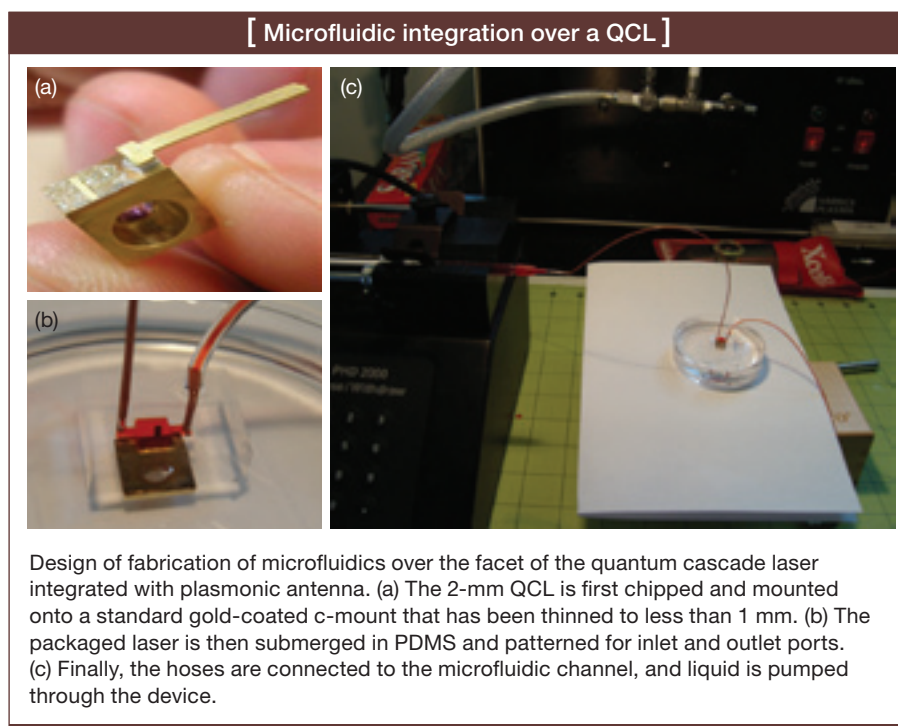 [ Microfluidic integration over a QCL ]
(a)
(c)
(b)
PHD 2000
Design of fabrication of microfluidics over the facet of the quantum cascade laser
integrated with plasmonic antenna. (a) The 2-mm QCL is first chipped and mounted
onto a standard gold-coated c-mount that has been thinned to less than 1 mm. (b) The
packaged laser is then submerged in PDMS and patterned for inlet and outlet ports.
(c) Finally, the hoses are connected to the microfluidic channel, and liquid is pumped
through the device.